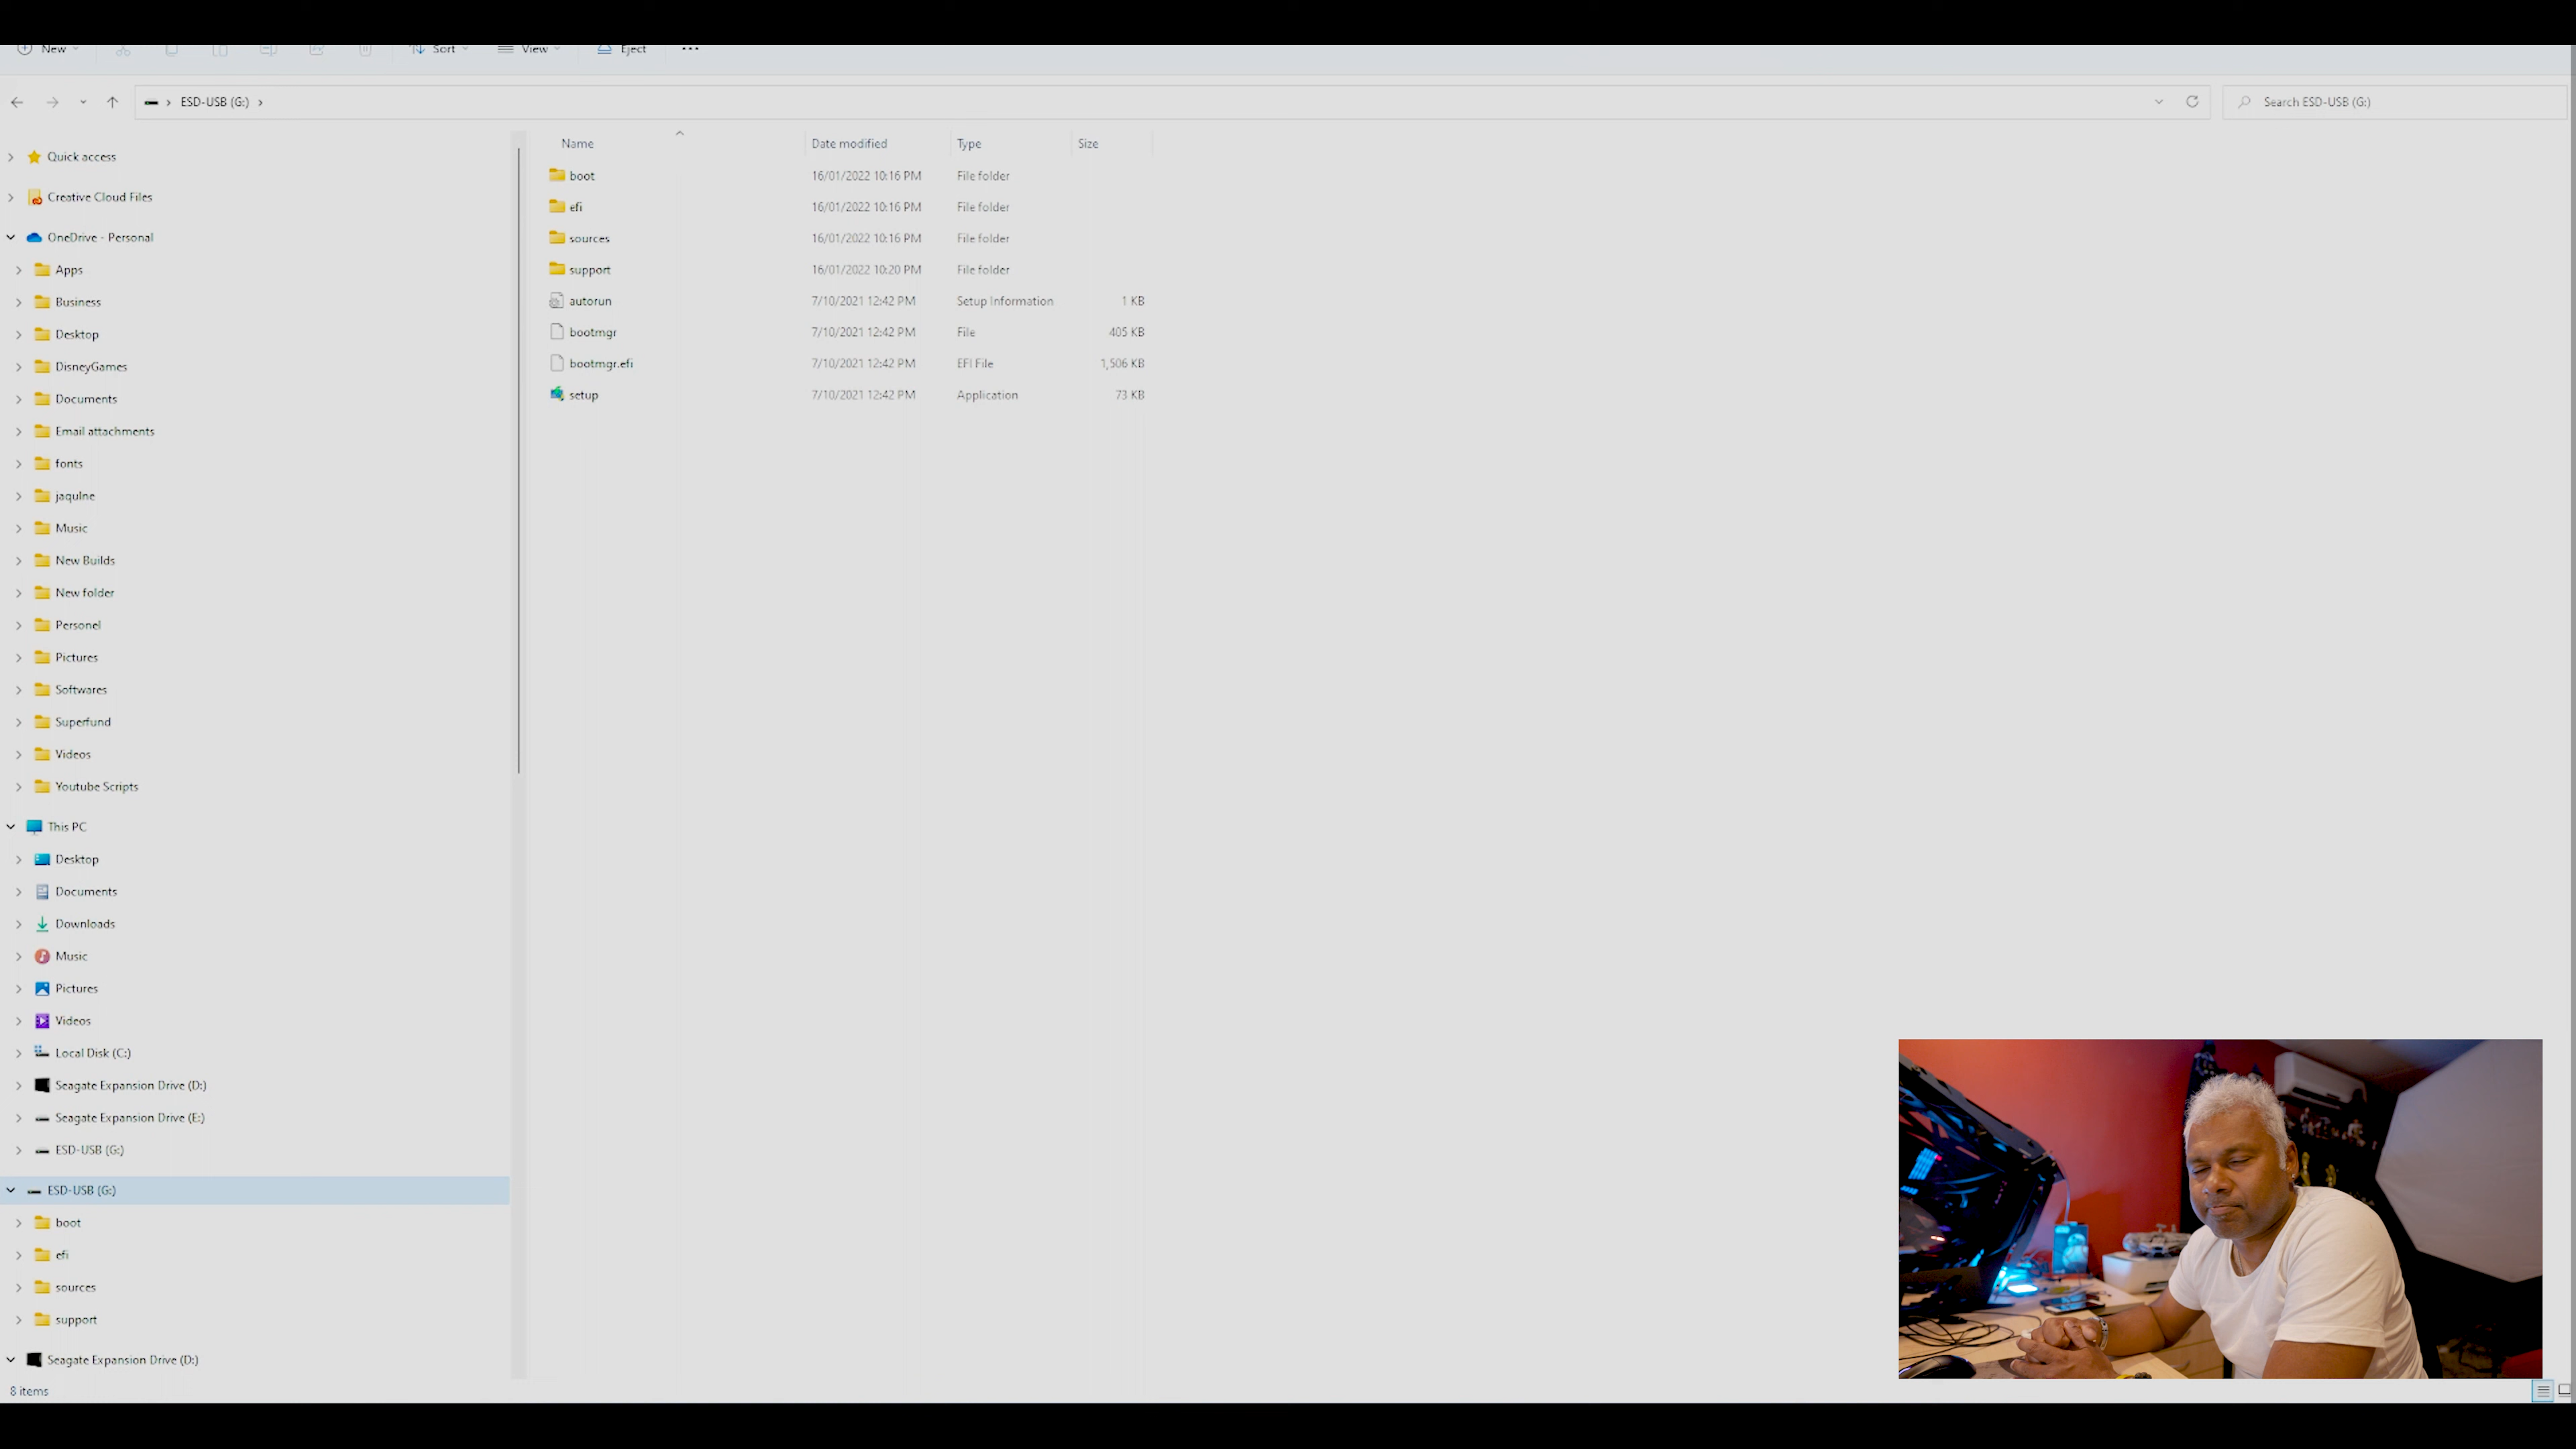 New Sort View Eject
ESD-USB (G:)
Search ESD-USB (G:)
Quick access
Creative Cloud Files
OneDrive - Personal
Apps
Business
Desktop
DisneyGames
Documents
Email attachments
fonts
jaqulne
Music
New Builds
New folder
Personel
Pictures
Softwares
Superfund
Videos
Youtube Scripts
This PC
Desktop
Documents
Downloads
Music
Pictures
Videos
Local Disk (C:)
Seagate Expansion Drive (D:)
Seagate Expansion Drive (E:)
ESD-USB (G:)
ESD-USB (G:)
boot
efi
sources
support
Seagate Expansion Drive (D:)
8 items
Name Date modified Type Size
boot 16/01/2022 10:16 PM File folder
efi 16/01/2022 10:16 PM File folder
sources 16/01/2022 10:16 PM File folder
support 16/01/2022 10:20 PM File folder
autorun 7/10/2021 12:42 PM Setup Information 1 KB
bootmgr 7/10/2021 12:42 PM File 405 KB
bootmgr.efi 7/10/2021 12:42 PM EFI File 1,506 KB
setup 7/10/2021 12:42 PM Application 73 KB